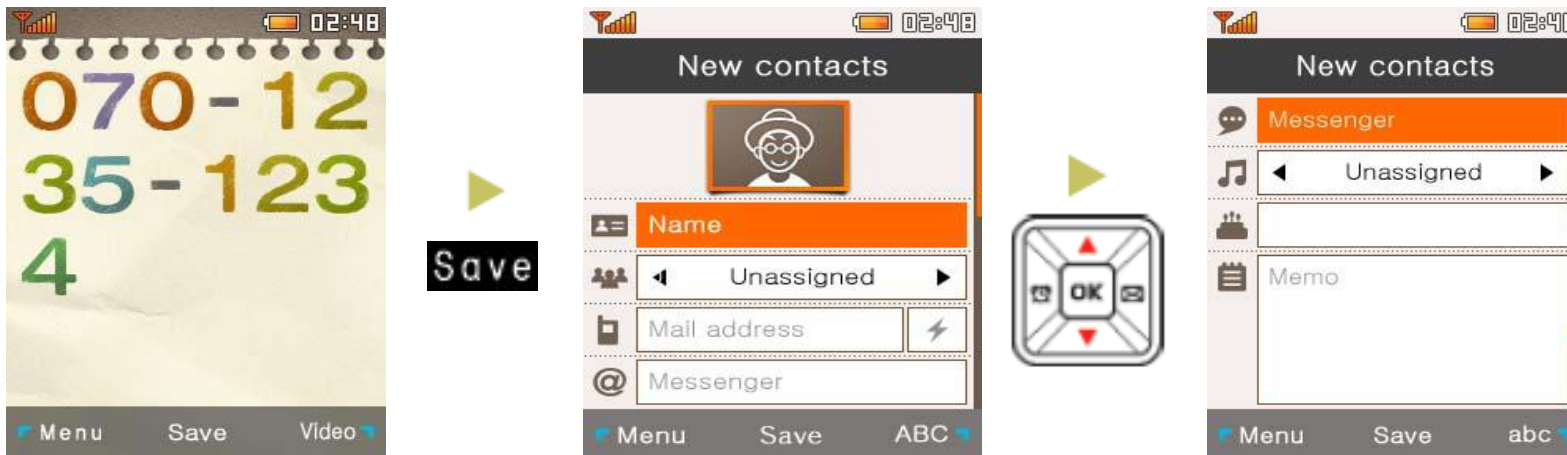 02:48
070-12
35-123
4
Menu Save Video
Save
02:48
New contacts
Name
Unassigned
Mail address
Messenger
Menu Save ABC
OK
New contacts
Messenger
Unassigned
Memo
Menu Save abc